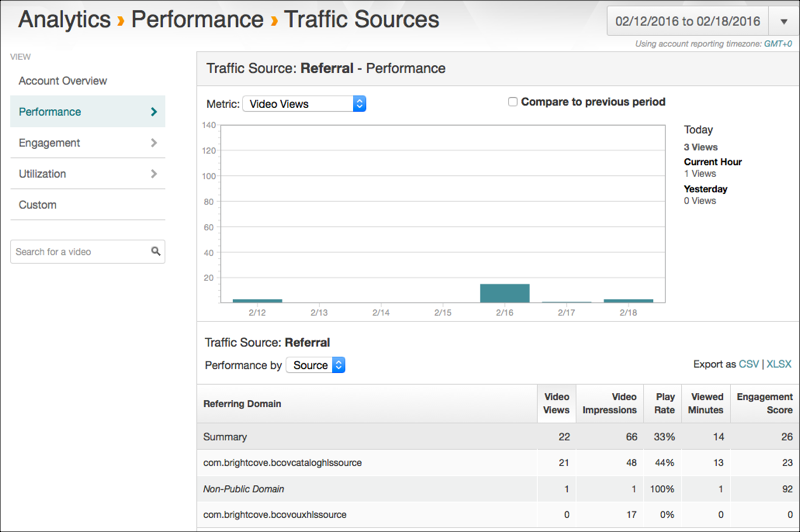 Analytics › Performance › Traffic Sources
02/12/2016 to 02/18/2016
Using account reporting timezone: GMT+0
VIEW
Account Overview
Performance
Engagement
Utilization
Custom
Search for a video
Traffic Source: Referral - Performance
Metric: Video Views
Compare to previous period
140
120
100
80
60
40
20
2/12 2/13 2/14 2/15 2/16 2/17 2/18
Today
3 Views
Current Hour
1 Views
Yesterday
0 Views
Traffic Source: Referral
Performance by Source
Export as CSV | XLSX
Referring Domain Video Views Video Impressions Play Rate Viewed Minutes Engagement Score
Summary 22 66 33% 14 26
com.brightcove.bcovcataloghlssource 21 48 44% 13 23
Non-Public Domain 1 1 100% 1 92
com.brightcove.bcovouxhlssource 0 17 0% 0 0